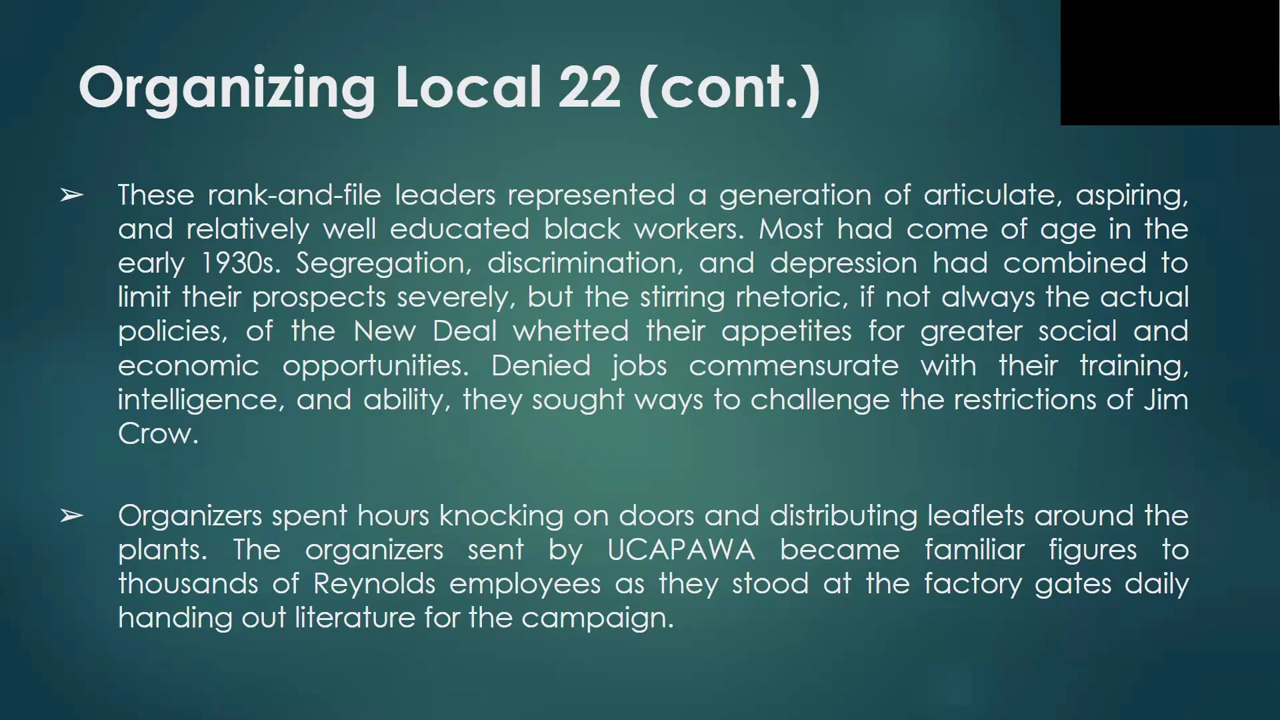 Organizing Local 22 (cont.)
➢ These rank-and-file leaders represented a generation of articulate, aspiring,
and relatively well educated black workers. Most had come of age in the
early 1930s. Segregation, discrimination, and depression had combined to
limit their prospects severely, but the stirring rhetoric, if not always the actual
policies, of the New Deal whetted their appetites for greater social and
economic opportunities. Denied jobs commensurate with their training,
intelligence, and ability, they sought ways to challenge the restrictions of Jim
Crow.
➢ Organizers spent hours knocking on doors and distributing leaflets around the
plants. The organizers sent by UCAPAWA became familiar figures to
thousands of Reynolds employees as they stood at the factory gates daily
handing out literature for the campaign.